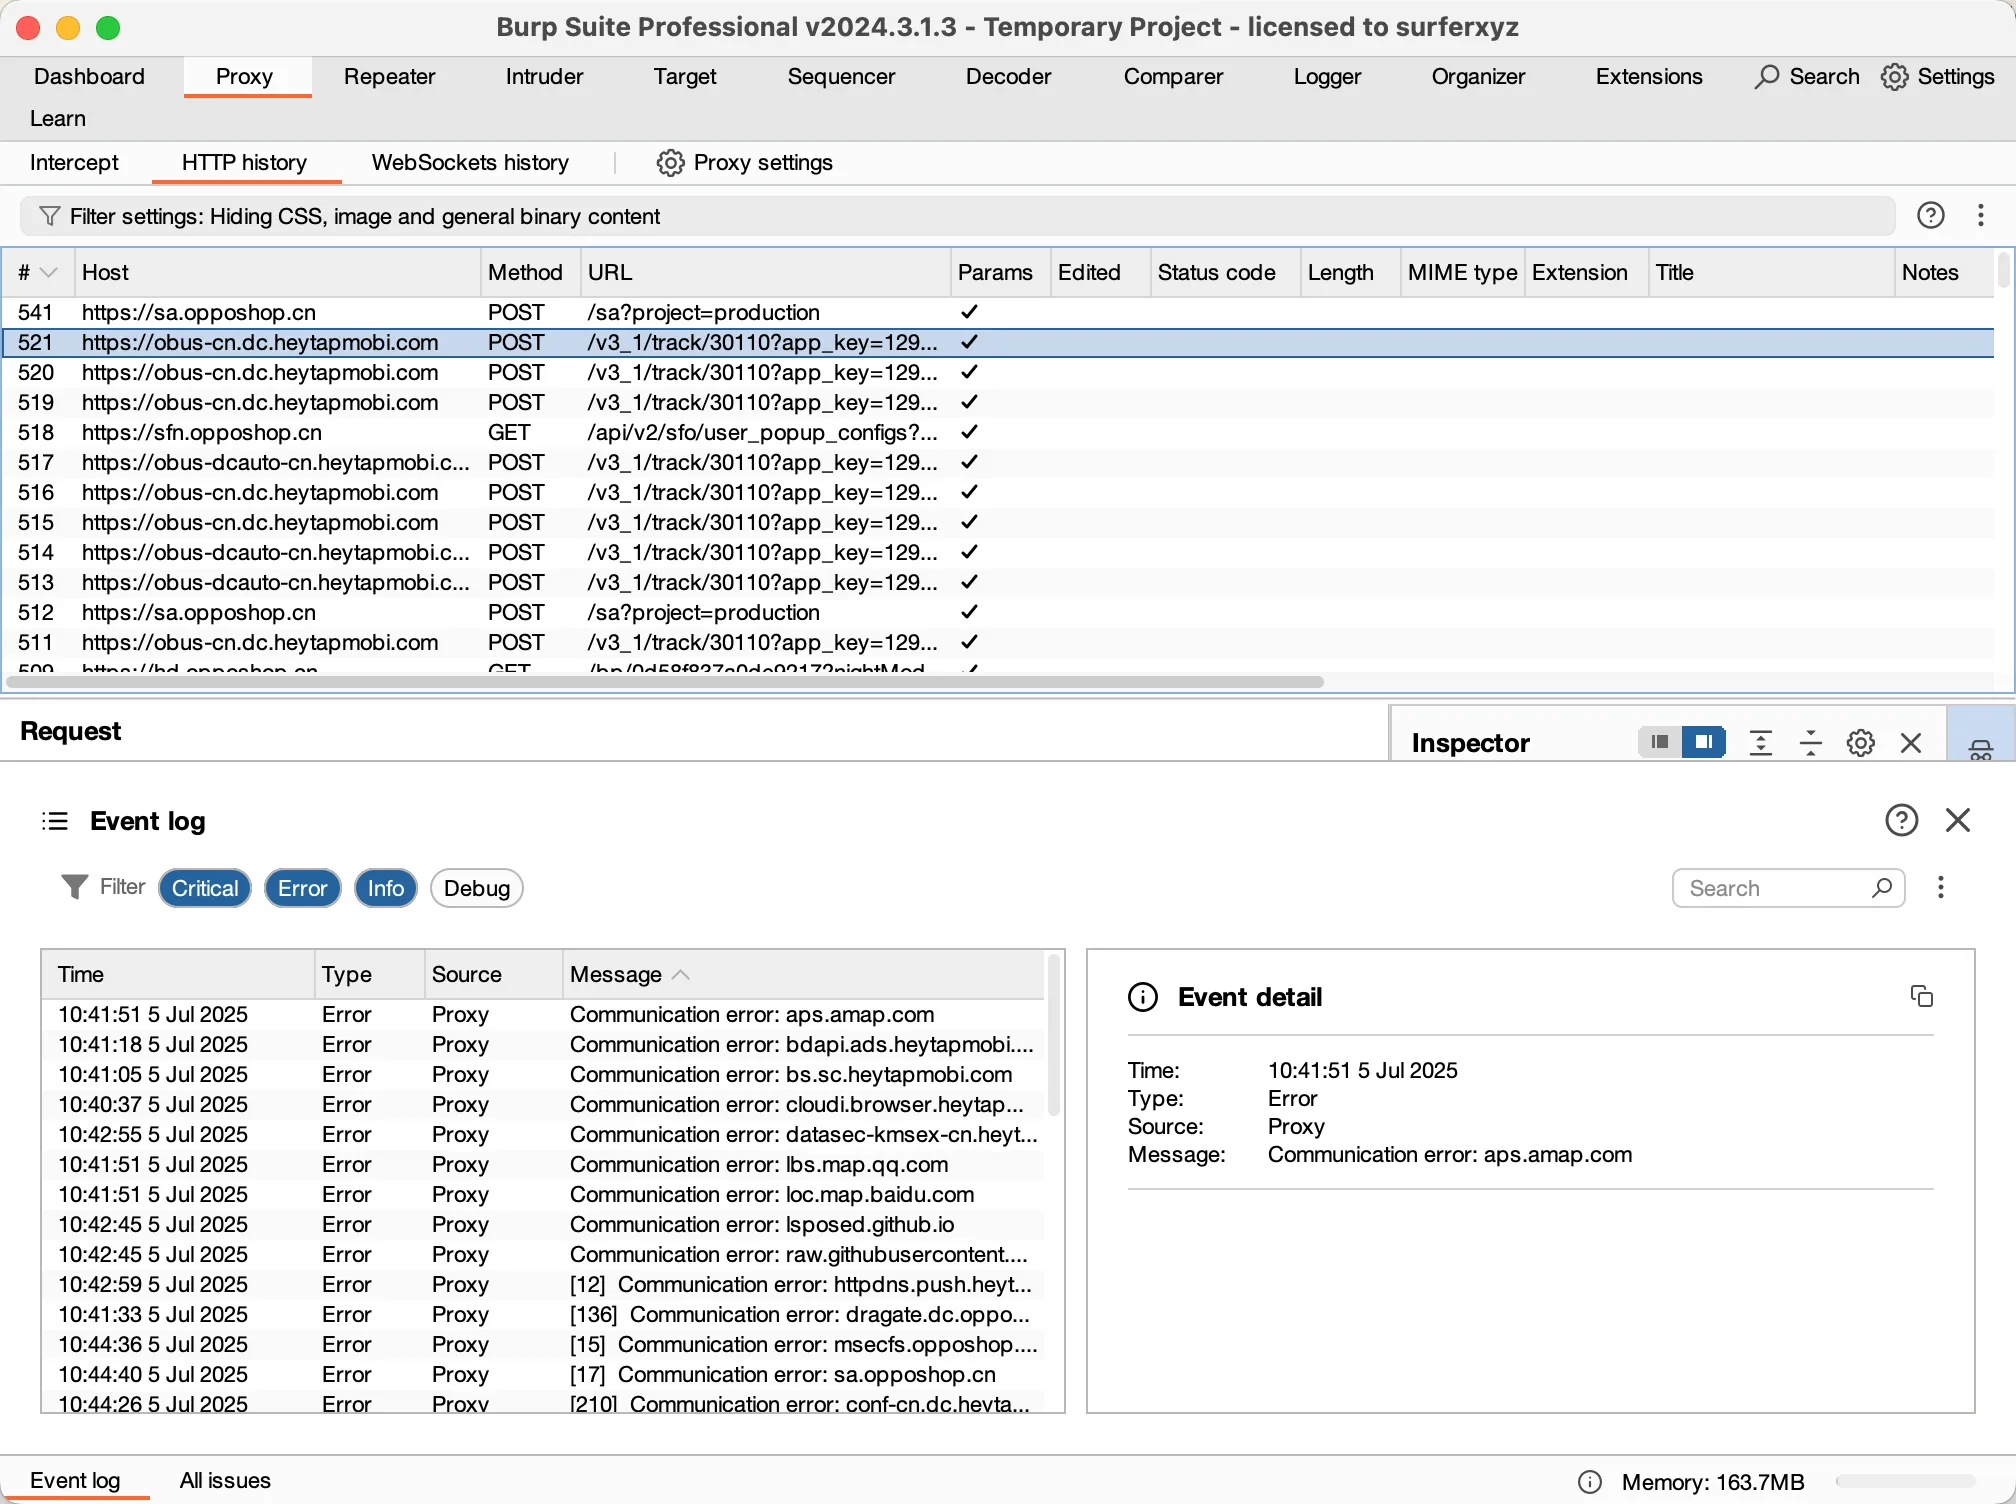 Burp Suite Professional v2024.3.1.3 - Temporary Project - licensed to surferxyz
Dashboard Proxy Repeater Intruder Target Sequencer Decoder Comparer Logger Organizer Extensions Search Settings
Learn
Intercept HTTP history WebSockets history Proxy settings
Filter settings: Hiding CSS, image and general binary content
# Host Method URL Params Edited Status code Length MIME type Extension Title Notes
541 https://sa.opposhop.cn POST /sa?project=production ✓
521 https://obus-cn.dc.heytapmobi.com POST /v3_1/track/30110?app_key=129... ✓
520 https://obus-cn.dc.heytapmobi.com POST /v3_1/track/30110?app_key=129... ✓
519 https://obus-cn.dc.heytapmobi.com POST /v3_1/track/30110?app_key=129... ✓
518 https://sfn.opposhop.cn GET /api/v2/sfo/user_popup_configs?... ✓
517 https://obus-dcauto-cn.heytapmobi.c... POST /v3_1/track/30110?app_key=129... ✓
516 https://obus-cn.dc.heytapmobi.com POST /v3_1/track/30110?app_key=129... ✓
515 https://obus-cn.dc.heytapmobi.com POST /v3_1/track/30110?app_key=129... ✓
514 https://obus-dcauto-cn.heytapmobi.c... POST /v3_1/track/30110?app_key=129... ✓
513 https://obus-dcauto-cn.heytapmobi.c... POST /v3_1/track/30110?app_key=129... ✓
512 https://sa.opposhop.cn POST /sa?project=production ✓
511 https://obus-cn.dc.heytapmobi.com POST /v3_1/track/30110?app_key=129... ✓
509 https://hd.opposhop.cn GET
Request
Inspector
Event log
Filter Critical Error Info Debug Search
Time Type Source Message
10:41:51 5 Jul 2025 Error Proxy Communication error: aps.amap.com
10:41:18 5 Jul 2025 Error Proxy Communication error: bdapi.ads.heytapmobi....
10:41:05 5 Jul 2025 Error Proxy Communication error: bs.sc.heytapmobi.com
10:40:37 5 Jul 2025 Error Proxy Communication error: cloudi.browser.heytap...
10:42:55 5 Jul 2025 Error Proxy Communication error: datasec-kmsex-cn.heyt...
10:41:51 5 Jul 2025 Error Proxy Communication error: lbs.map.qq.com
10:41:51 5 Jul 2025 Error Proxy Communication error: loc.map.baidu.com
10:42:45 5 Jul 2025 Error Proxy Communication error: lsposed.github.io
10:42:45 5 Jul 2025 Error Proxy Communication error: raw.githubusercontent....
10:42:59 5 Jul 2025 Error Proxy [12] Communication error: httpdns.push.heyt...
10:41:33 5 Jul 2025 Error Proxy [136] Communication error: dragate.dc.oppo...
10:44:36 5 Jul 2025 Error Proxy [15] Communication error: msecfs.opposhop....
10:44:40 5 Jul 2025 Error Proxy [17] Communication error: sa.opposhop.cn
10:44:26 5 Jul 2025 Error Proxy [210] Communication error: conf-cn.dc.heyta...
Event detail
Time: 10:41:51 5 Jul 2025
Type: Error
Source: Proxy
Message: Communication error: aps.amap.com
Event log All issues Memory: 163.7MB